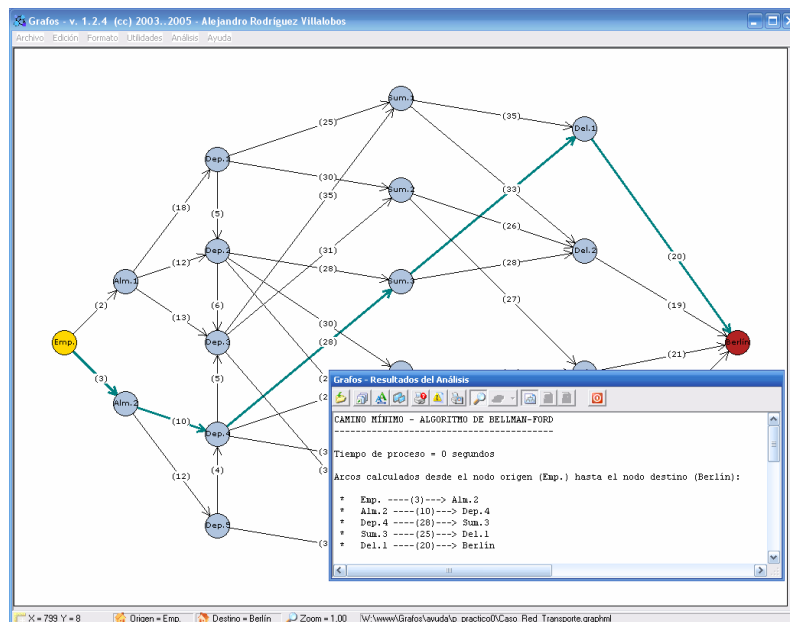 Grafos - v. 1.2.4 (cc) 2003..2005 - Alejandro Rodríguez Villalobos
Archivo Edición Formato Utilidades Análisis Ayuda
Sum.1
(35)
(25)
Del.1
Dep.1
(30)
(35)
(33)
Sum.2
(18)
(5)
(26)
Dep.2
(31)
Del.2
(20)
(12)
(28)
(28)
Alm.1
Sum.3
(2)
(6)
(27)
(19)
(13)
(30)
Emp.
Dep.3
(28)
Berlín
(21)
(3)
(5)
Alm.2
(10)
Dep.4
(12)
(4)
Dep.5
Grafos - Resultados del Análisis
CAMINO MÍNIMO - ALGORITMO DE BELLMAN-FORD
-----------------------------------------
Tiempo de proceso = 0 segundos
Arcos calculados desde el nodo origen (Emp.) hasta el nodo destino (Berlín):
* Emp. ----(3)---> Alm.2
* Alm.2 ----(10)---> Dep.4
* Dep.4 ----(28)---> Sum.3
* Sum.3 ----(25)---> Del.1
* Del.1 ----(20)---> Berlín
X = 799 Y = 8 Origen = Emp. Destino = Berlín Zoom = 1.00 W:\www\Grafos\ayuda\p_practico0\Caso_Red_Transporte.graphml